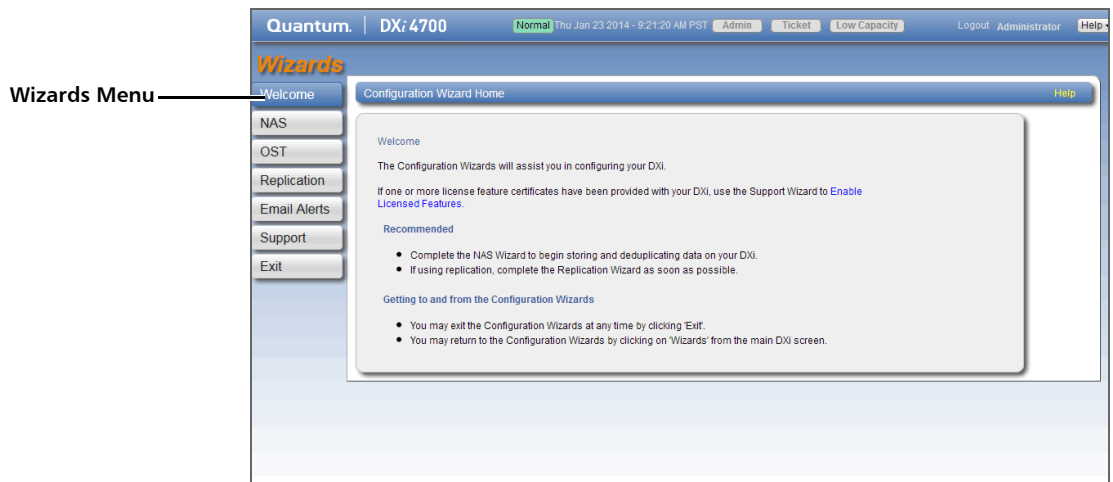 Quantum. | DXi 4700 Normal Thu Jan 23 2014 - 9:21:20 AM PST Admin Ticket Low Capacity Logout Administrator Help
Wizards
Wizards Menu
Welcome
Configuration Wizard Home Help
NAS
OST
Replication
Email Alerts
Support
Exit
Welcome
The Configuration Wizards will assist you in configuring your DXi.
If one or more license feature certificates have been provided with your DXi, use the Support Wizard to Enable
Licensed Features.
Recommended
● Complete the NAS Wizard to begin storing and deduplicating data on your DXi.
● If using replication, complete the Replication Wizard as soon as possible.
Getting to and from the Configuration Wizards
● You may exit the Configuration Wizards at any time by clicking 'Exit'.
● You may return to the Configuration Wizards by clicking on 'Wizards' from the main DXi screen.